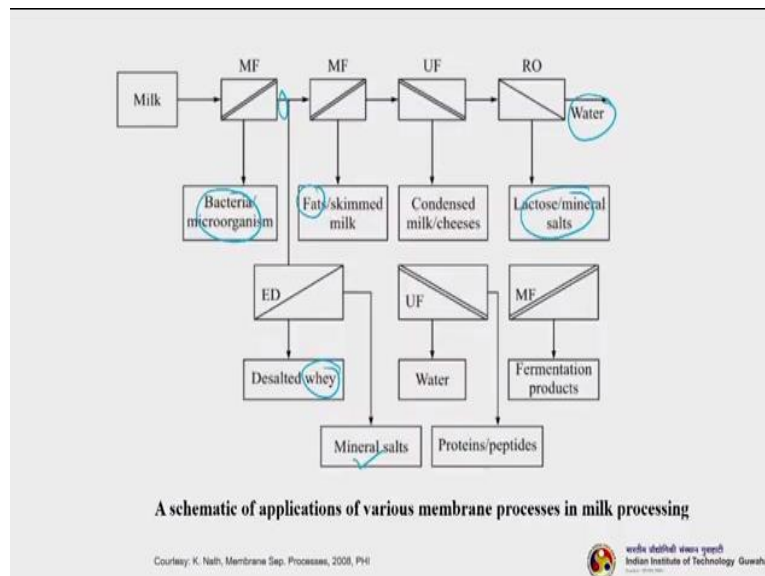 MF
MF
UF
RO
Milk
Water
Bacteria/
microorganism
Fats/skimmed
milk
Condensed
milk/cheeses
Lactose/mineral
salts
ED
UF
MF
Desalted whey
Water
Fermentation
products
Mineral salts
Proteins/peptides
A schematic of applications of various membrane processes in milk processing
Courtesy: K. Nath, Membrane Sep. Processes, 2008, PHI
भारतीय प्रौद्योगिकी संस्थान गुवाहाटी
Indian Institute of Technology Guwah